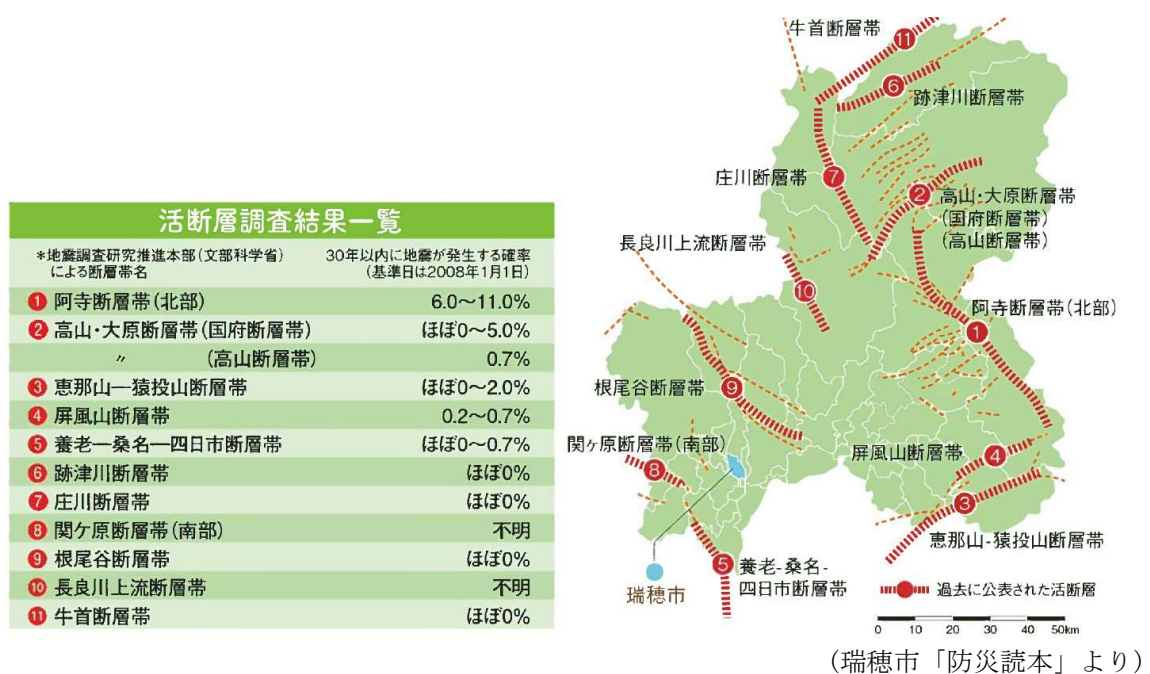 活断層調査結果一覧
*地震調査研究推進本部(文部科学省)
による断層帯名
30年以内に地震が発生する確率
(基準日は2008年1月1日)
1 阿寺断層帯(北部) 6.0〜11.0%
2 高山・大原断層帯(国府断層帯) ほぼ0〜5.0%
〃 (高山断層帯) 0.7%
3 恵那山―猿投山断層帯 ほぼ0〜2.0%
4 屏風山断層帯 0.2〜0.7%
5 養老―桑名―四日市断層帯 ほぼ0〜0.7%
6 跡津川断層帯 ほぼ0%
7 庄川断層帯 ほぼ0%
8 関ケ原断層帯(南部) 不明
9 根尾谷断層帯 ほぼ0%
10 長良川上流断層帯 不明
11 牛首断層帯 ほぼ0%
牛首断層帯
11
6
跡津川断層帯
庄川断層帯
7
2
高山・大原断層帯
(国府断層帯)
(高山断層帯)
長良川上流断層帯
10
阿寺断層帯(北部)
1
根尾谷断層帯
9
関ヶ原断層帯(南部)
8
屏風山断層帯
4
3
恵那山-猿投山断層帯
5
養老-桑名-
四日市断層帯
瑞穂市
過去に公表された活断層
0 10 20 30 40 50km
(瑞穂市「防災読本」より)